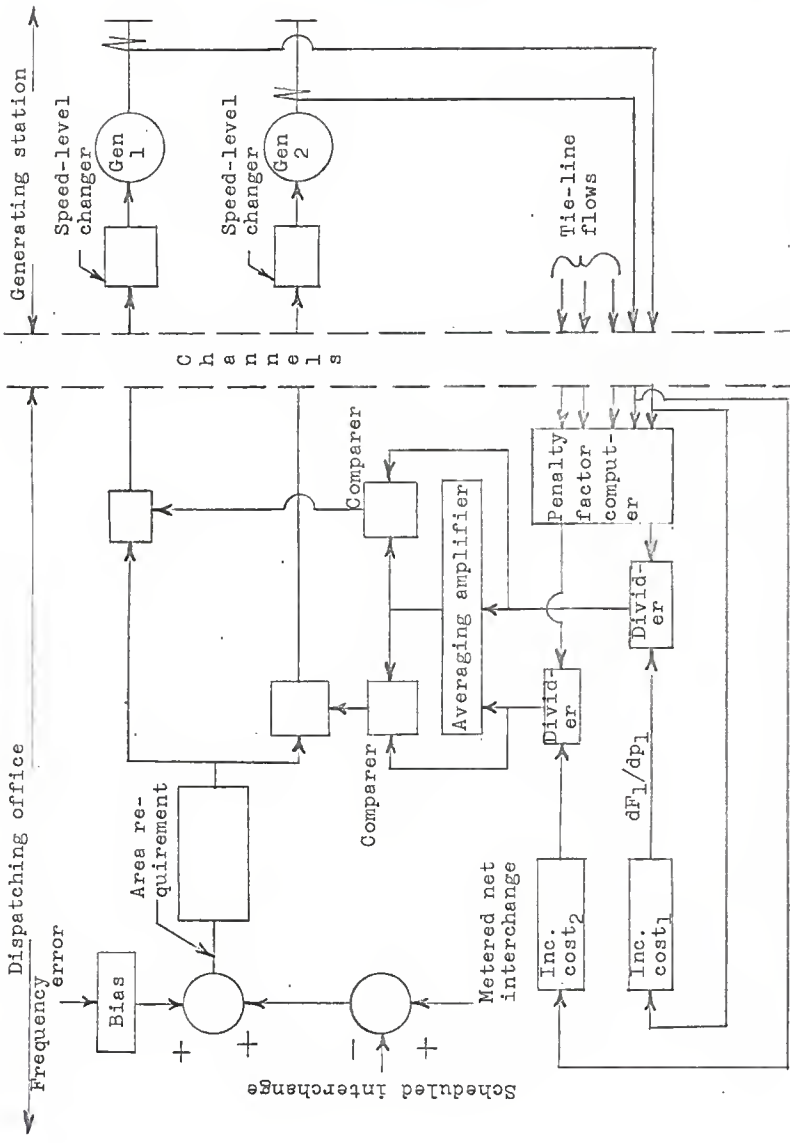 Dispatching office
Generating station
Frequency
error
Bias
+
+
Area re-
quirement
Speed-level
changer
Gen
1
Speed-level
changer
Gen
2
C
h
a
n
n
e
l
s
Scheduled interchange
-
+
Metered net
interchange
Comparer
Comparer
Averaging amplifier
Inc.
cost2
Divid-
er
Inc.
cost1
dF1/dp1
Divid-
er
Penalty
factor
comput-
er
Tie-line
flows